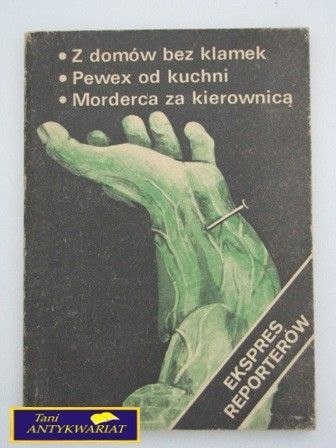 • Z domów bez klamek
• Pewex od kuchni
• Morderca za kierownicą
EKSPRES
REPORTERÓW
Tani
ANTYKWARIAT